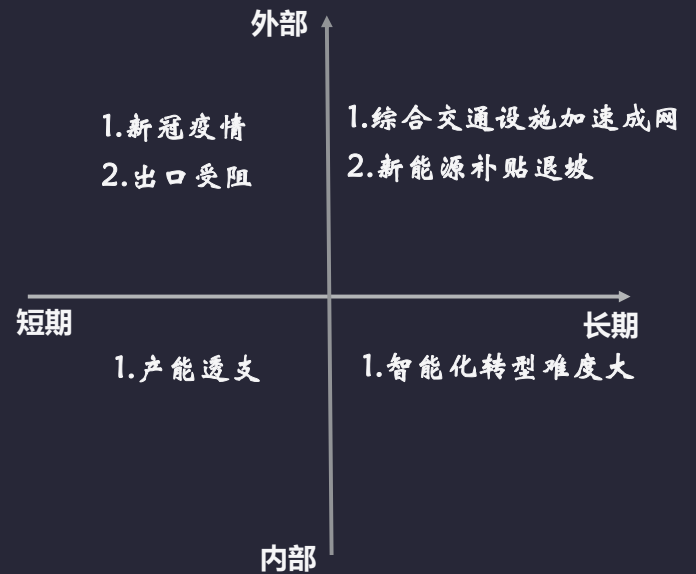 外部
1.新冠疫情
2.出口受阻
1.综合交通设施加速成网
2.新能源补贴退坡
短期
长期
1.产能透支
1.智能化转型难度大
内部